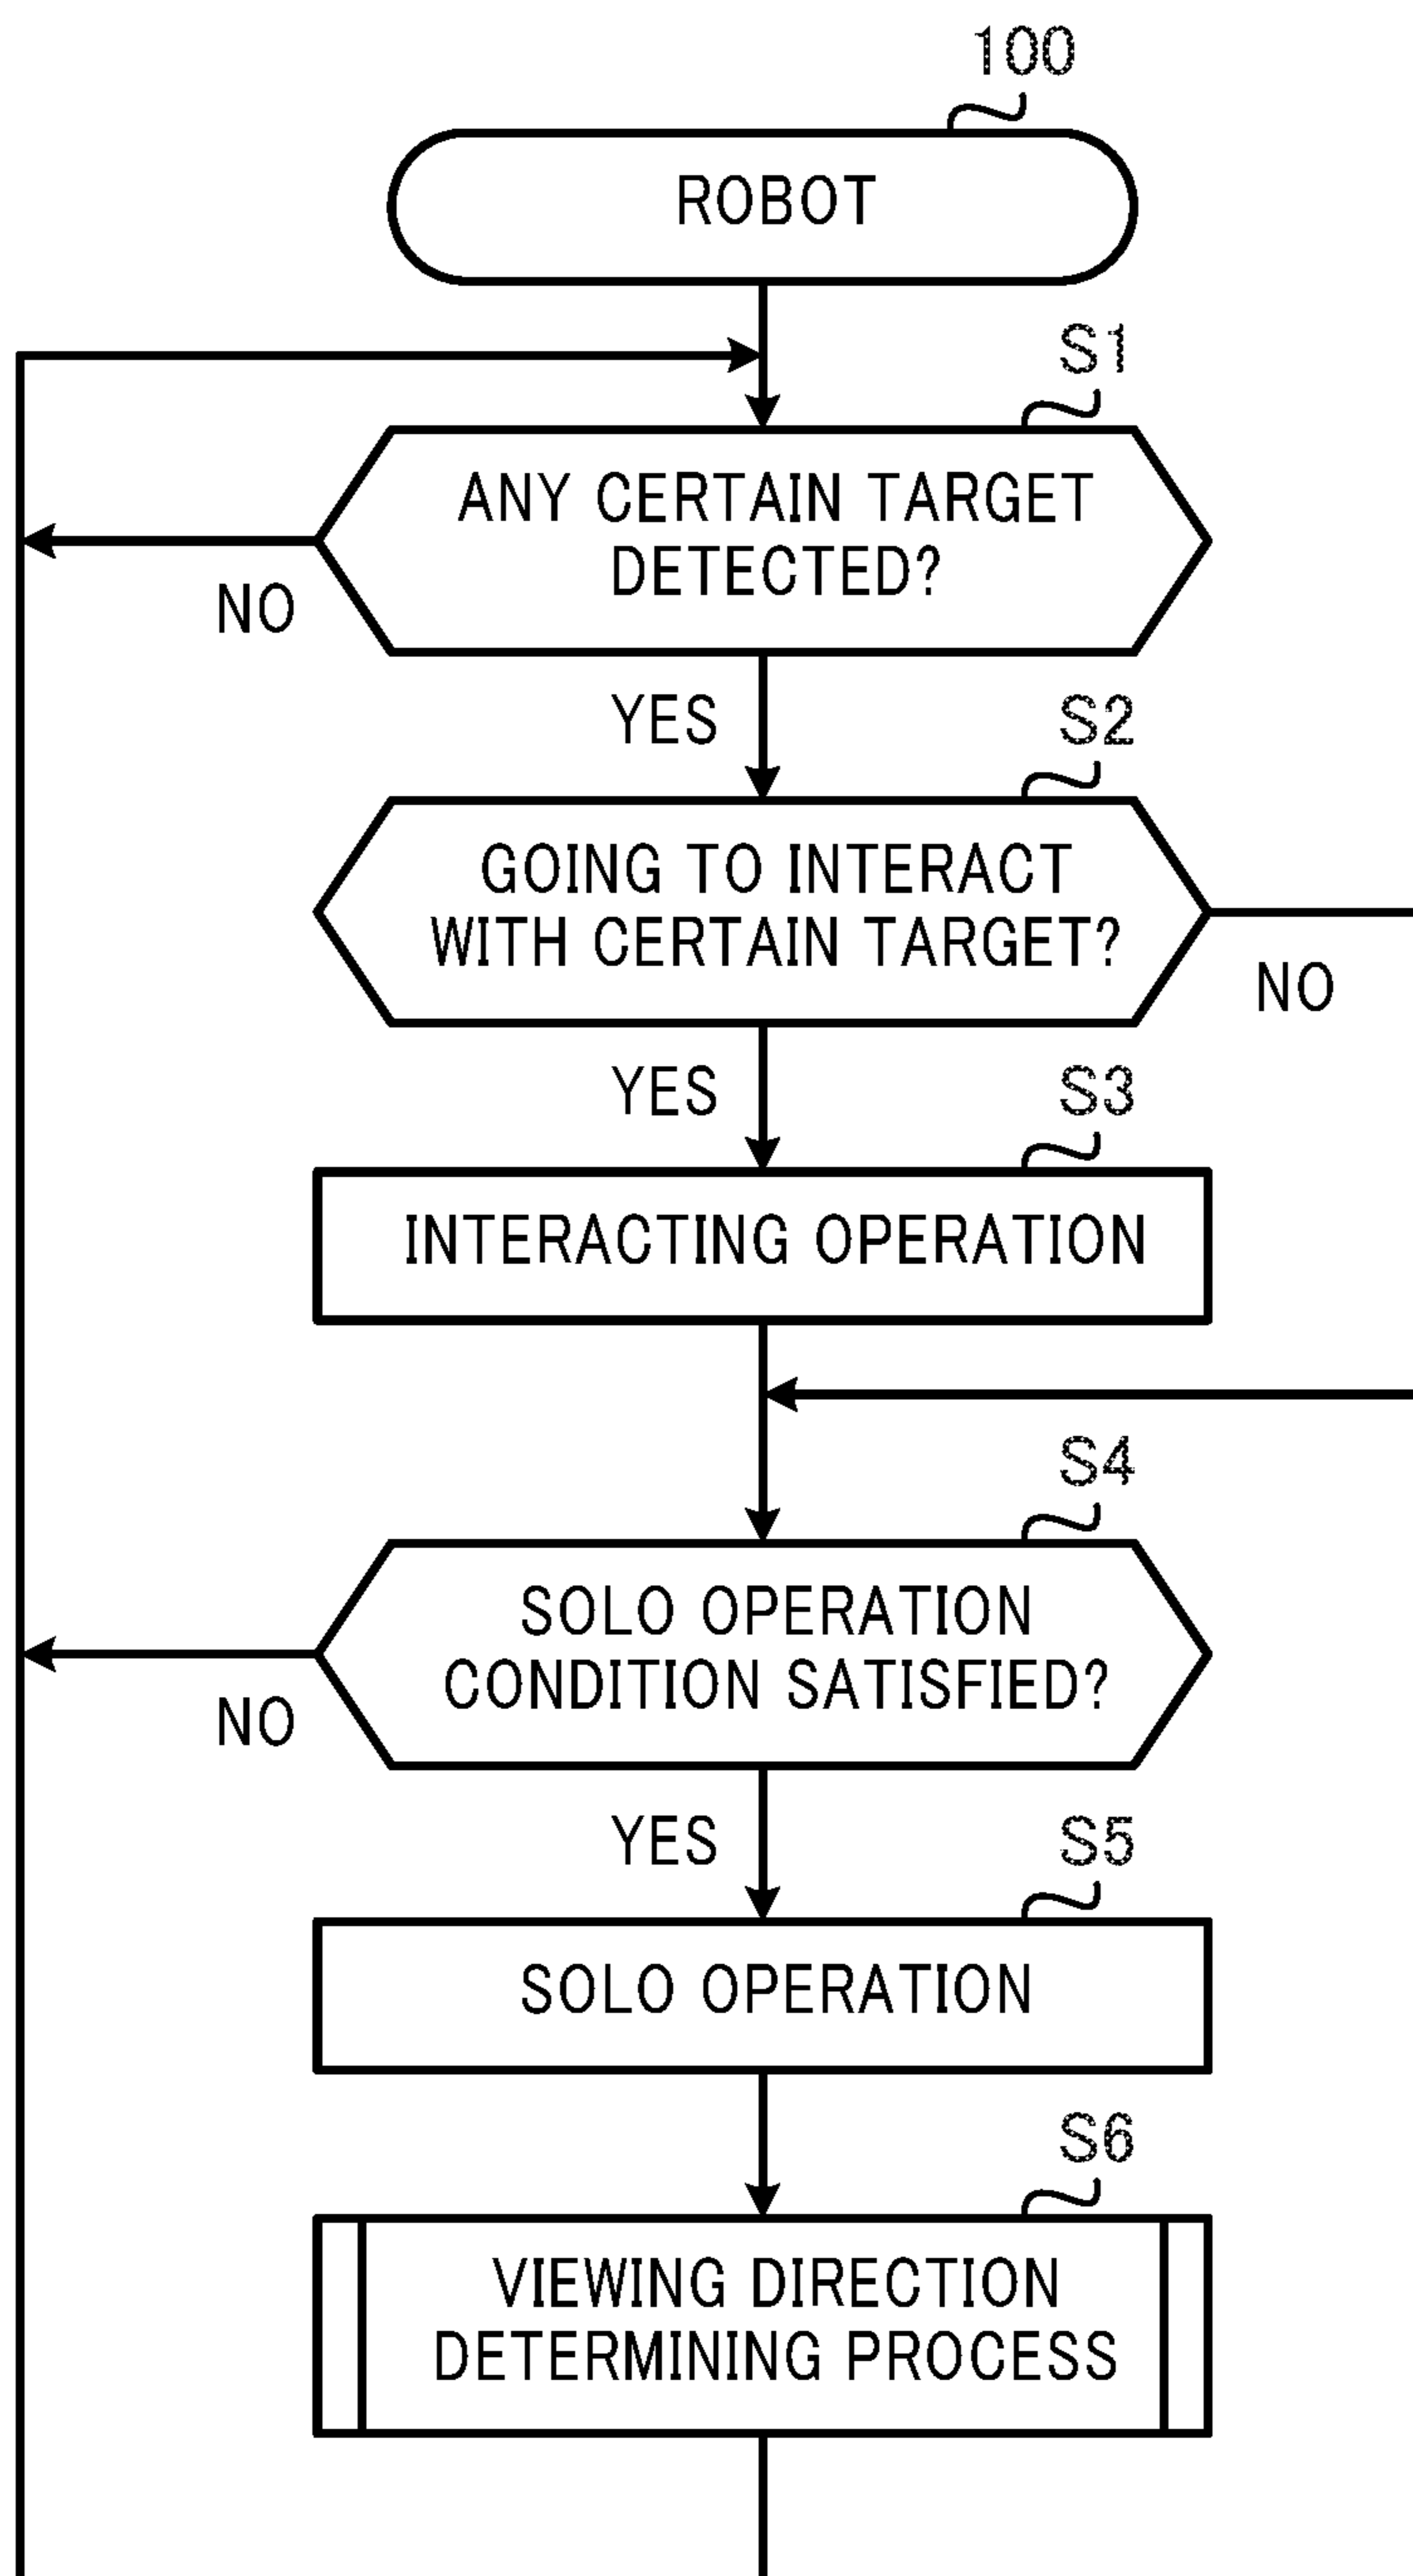 100
ROBOT
S1
ANY CERTAIN TARGET
DETECTED?
NO
YES
S2
GOING TO INTERACT
WITH CERTAIN TARGET?
NO
YES
S3
INTERACTING OPERATION
S4
SOLO OPERATION
CONDITION SATISFIED?
NO
YES
S5
SOLO OPERATION
S6
VIEWING DIRECTION
DETERMINING PROCESS